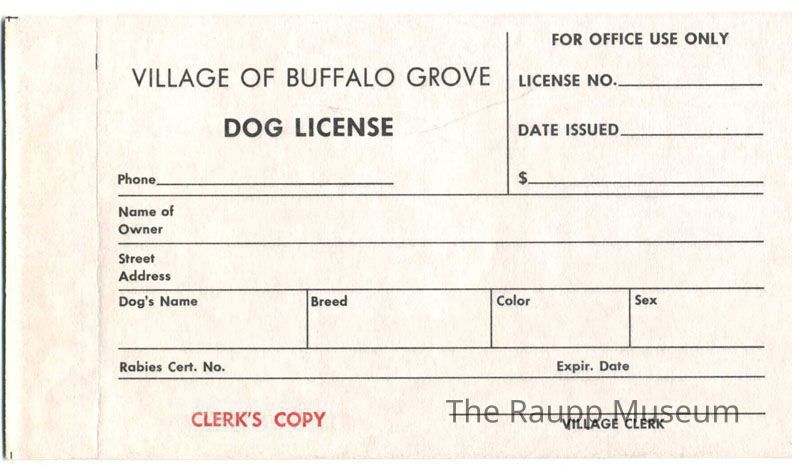 FOR OFFICE USE ONLY
VILLAGE OF BUFFALO GROVE
LICENSE NO.
DOG LICENSE
DATE ISSUED
Phone
$
Name of
Owner
Street
Address
Dog's Name Breed Color Sex
Rabies Cert. No. Expir. Date
CLERK'S COPY
The Raupp Museum
VILLAGE CLERK